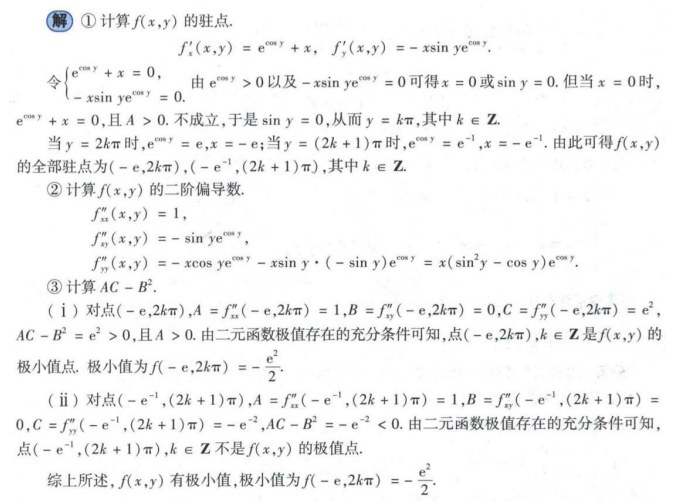 解 ① 计算 f(x,y) 的驻点.
f′ₓ(x,y) = e^{cos y} + x, f′_y(x,y) = − xsin ye^{cos y}.
令 { e^{cos y} + x = 0, − xsin ye^{cos y} = 0. 由 e^{cos y} > 0 以及 − xsin ye^{cos y} = 0 可得 x = 0 或 sin y = 0. 但当 x = 0 时,
e^{cos y} + x = 0,且 A > 0. 不成立,于是 sin y = 0,从而 y = kπ,其中 k ∈ Z.
当 y = 2kπ 时,e^{cos y} = e,x = − e;当 y = (2k + 1)π 时,e^{cos y} = e^{−1},x = − e^{−1}. 由此可得 f(x,y)
的全部驻点为(− e,2kπ),(− e^{−1},(2k + 1)π),其中 k ∈ Z.
② 计算 f(x,y) 的二阶偏导数.
f″_{xx}(x,y) = 1,
f″_{xy}(x,y) = − sin ye^{cos y},
f″_{yy}(x,y) = − xcos ye^{cos y} − xsin y · (− sin y)e^{cos y} = x(sin²y − cos y)e^{cos y}.
③ 计算 AC − B².
(ⅰ) 对点(− e,2kπ),A = f″_{xx}(− e,2kπ) = 1,B = f″_{xy}(− e,2kπ) = 0,C = f″_{yy}(− e,2kπ) = e²,
AC − B² = e² > 0,且 A > 0. 由二元函数极值存在的充分条件可知,点(− e,2kπ),k ∈ Z 是 f(x,y) 的
极小值点. 极小值为 f(− e,2kπ) = − e²/2.
(ⅱ) 对点(− e^{−1},(2k + 1)π),A = f″_{xx}(− e^{−1},(2k + 1)π) = 1,B = f″_{xy}(− e^{−1},(2k + 1)π) =
0,C = f″_{yy}(− e^{−1},(2k + 1)π) = − e^{−2},AC − B² = − e^{−2} < 0. 由二元函数极值存在的充分条件可知,
点(− e^{−1},(2k + 1)π),k ∈ Z 不是 f(x,y) 的极值点.
综上所述, f(x,y) 有极小值,极小值为 f(− e,2kπ) = − e²/2.